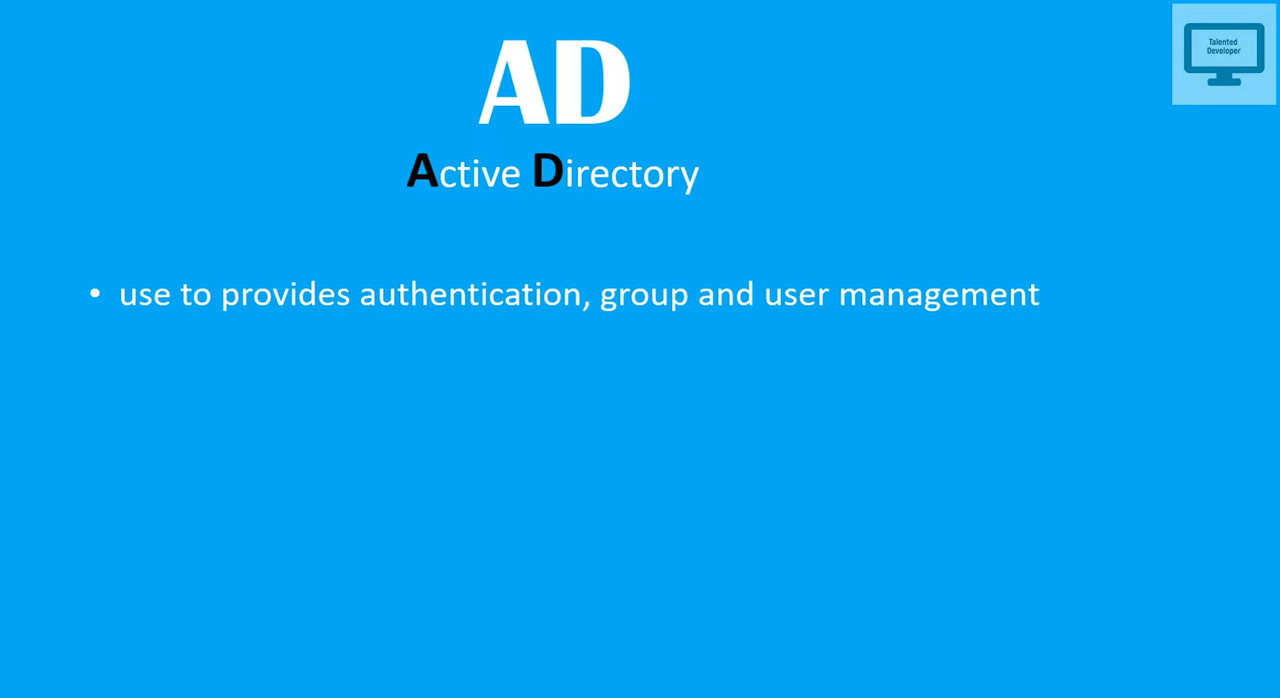 AD
Talented
Developer
Active Directory
• use to provides authentication, group and user management